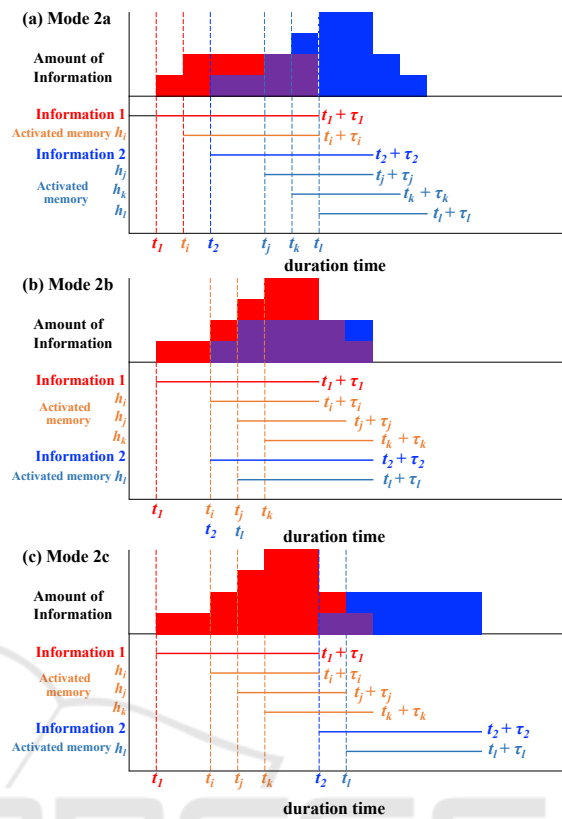 (a) Mode 2a
Amount of
Information
Information 1
t1 + τ1
Activated memory hi
ti + τi
Information 2
t2 + τ2
hj
tj + τj
Activated
memory
hk
tk + τk
hl
tl + τl
t1 ti t2 tj tk tl
duration time
(b) Mode 2b
Amount of
Information
Information 1
t1 + τ1
hi
ti + τi
Activated
memory
hj
tj + τj
hk
tk + τk
Information 2
t2 + τ2
Activated memory hl
tl + τl
t1 ti tj tk
t2 tl
duration time
(c) Mode 2c
Amount of
Information
Information 1
t1 + τ1
hi
ti + τi
Activated
memory
hj
tj + τj
hk
tk + τk
Information 2
t2 + τ2
Activated memory hl
tl + τl
t1 ti tj tk t2 tl
duration time